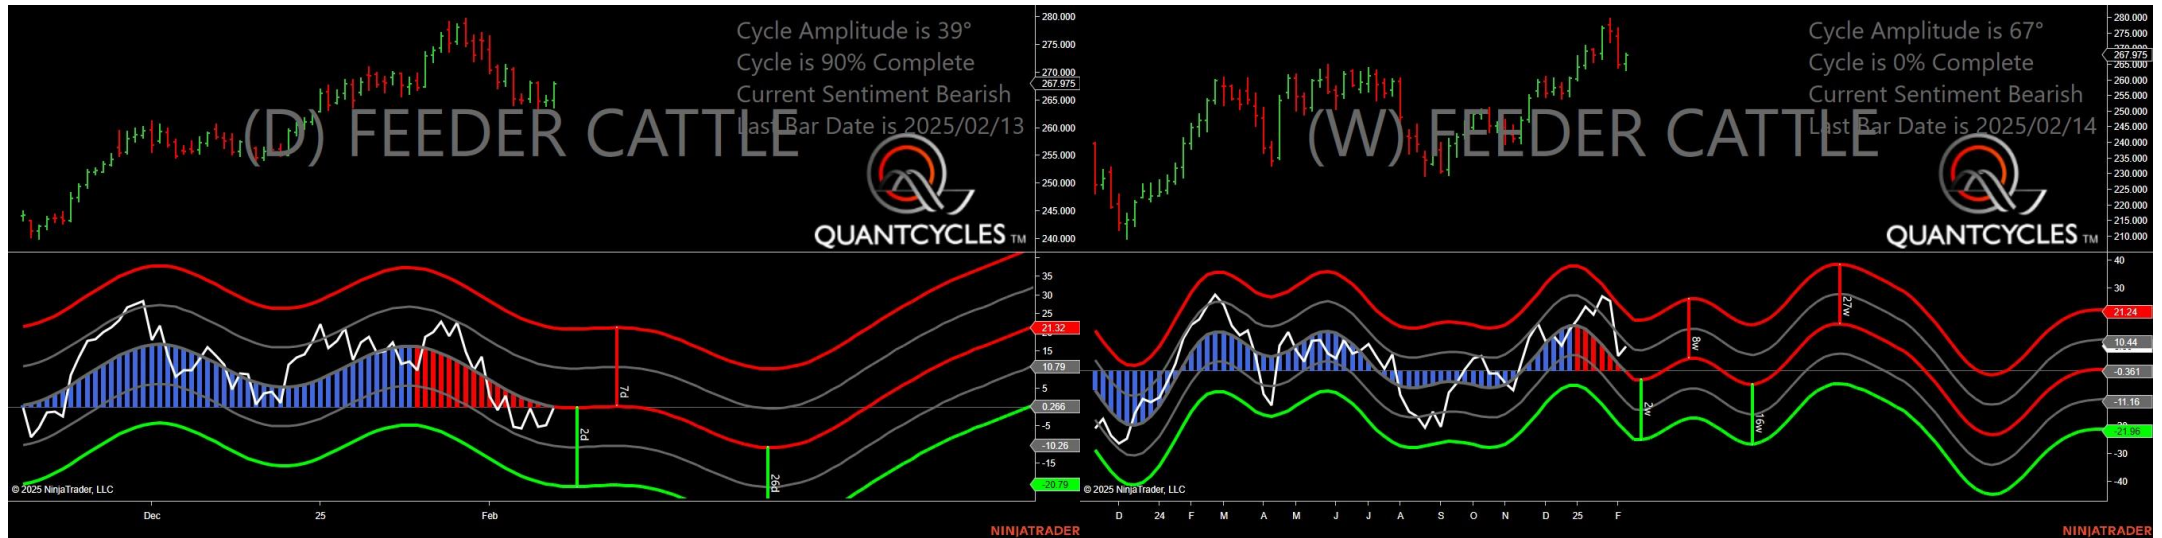 Cycle Amplitude is 39°
Cycle is 90% Complete
Current Sentiment Bearish
Last Bar Date is 2025/02/13
(D) FEEDER CATTLE
QUANTCYCLES TM
280.000
275.000
270.000
267.975
265.000
260.000
255.000
250.000
245.000
240.000
35
30
25
21.32
15
10.79
5
0.266
-5
-10.26
-15
-20.79
7d
2d
26d
© 2025 NinjaTrader, LLC
Dec
25
Feb
NINJATRADER
Cycle Amplitude is 67°
Cycle is 0% Complete
Current Sentiment Bearish
Last Bar Date is 2025/02/14
(W) FEEDER CATTLE
QUANTCYCLES TM
280.000
275.000
267.975
265.000
260.000
255.000
250.000
245.000
240.000
235.000
230.000
225.000
220.000
215.000
210.000
40
30
21.24
10.44
-0.361
-11.16
-21.96
-30
-40
27w
8w
2w
16w
© 2025 NinjaTrader, LLC
D 24 F M A M J J A S O N D 25 F
NINJATRADER